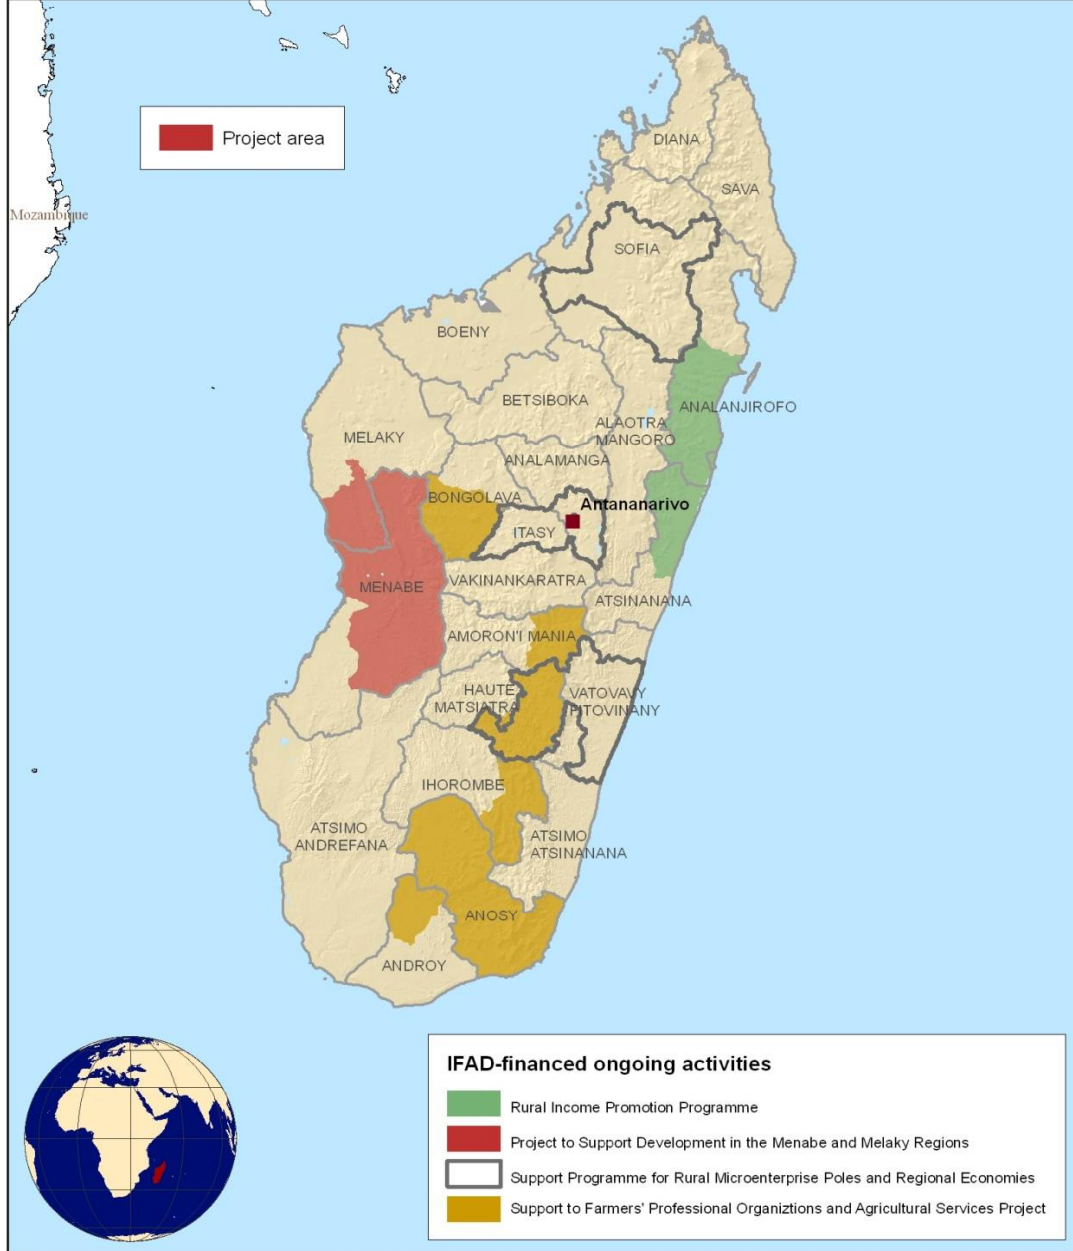 Project area
Mozambique
DIANA
SAVA
SOFIA
BOENY
BETSIBOKA
ANALANJIROFO
ALAOTRA
MANGORO
MELAKY
ANALAMANGA
BONGOLAVA
Antananarivo
ITASY
VAKINANKARATRA
MENABE
ATSINANANA
AMORON'I MANIA
HAUTE
MATSIATRA
VATOVAVY
FITOVINANY
IHOROMBE
ATSIMO
ANDREFANA
ATSIMO
ATSINANANA
ANOSY
ANDROY
IFAD-financed ongoing activities
Rural Income Promotion Programme
Project to Support Development in the Menabe and Melaky Regions
Support Programme for Rural Microenterprise Poles and Regional Economies
Support to Farmers' Professional Organiztions and Agricultural Services Project